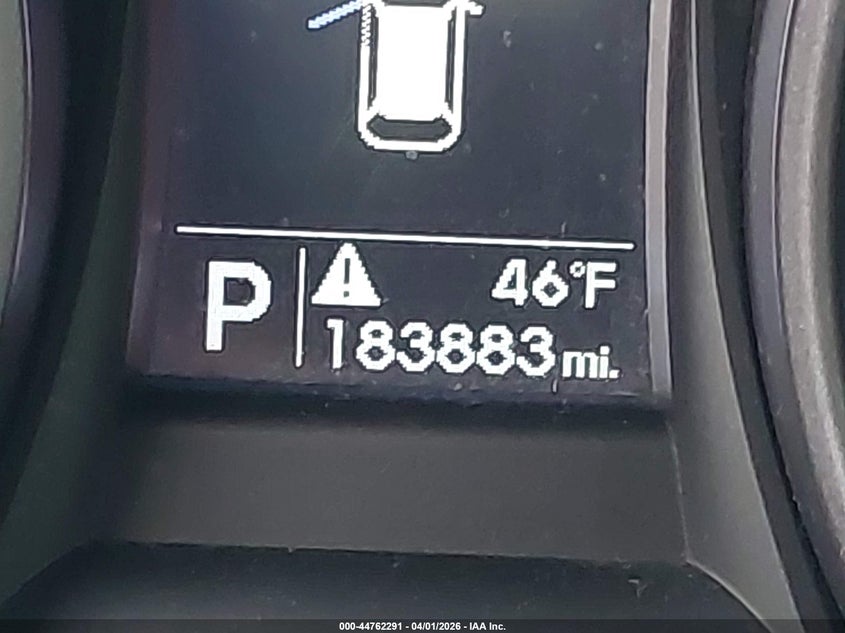 46°F
P
183883 mi.
000-44762291 - 04/01/2026 - IAA Inc.